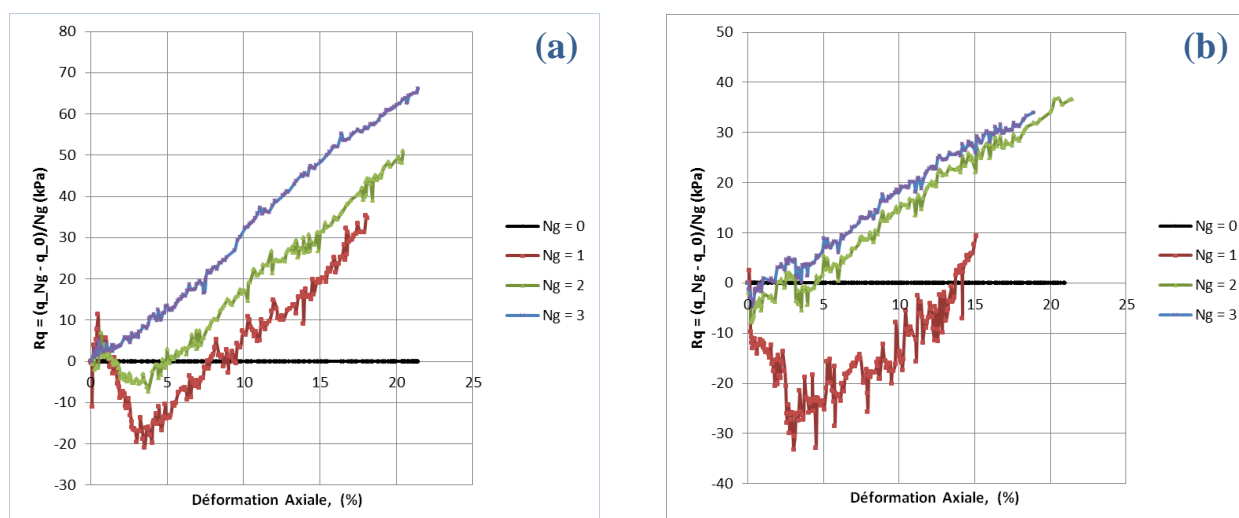 (a)
80
70
60
50
40
30
20
10
0
-10
-20
-30
0 5 10 15 20 25
Rq = (q_Ng - q_0)/Ng (kPa)
Déformation Axiale, (%)
Ng = 0
Ng = 1
Ng = 2
Ng = 3
(b)
50
40
30
20
10
0
-10
-20
-30
-40
0 5 10 15 20 25
Rq = (q_Ng - q_0)/Ng (kPa)
Déformation Axiale, (%)
Ng = 0
Ng = 1
Ng = 2
Ng = 3